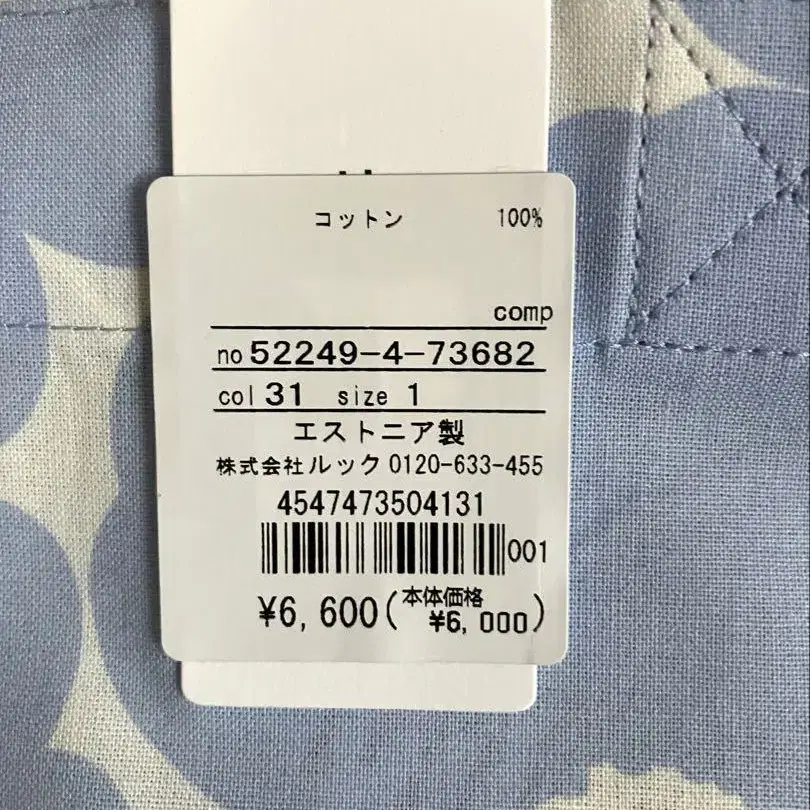 コットン 100%
comp
no 52249-4-73682
col 31 size 1
エストニア製
株式会社ルック 0120-633-455
4547473504131
001
¥6,600(本体価格 ¥6,000)